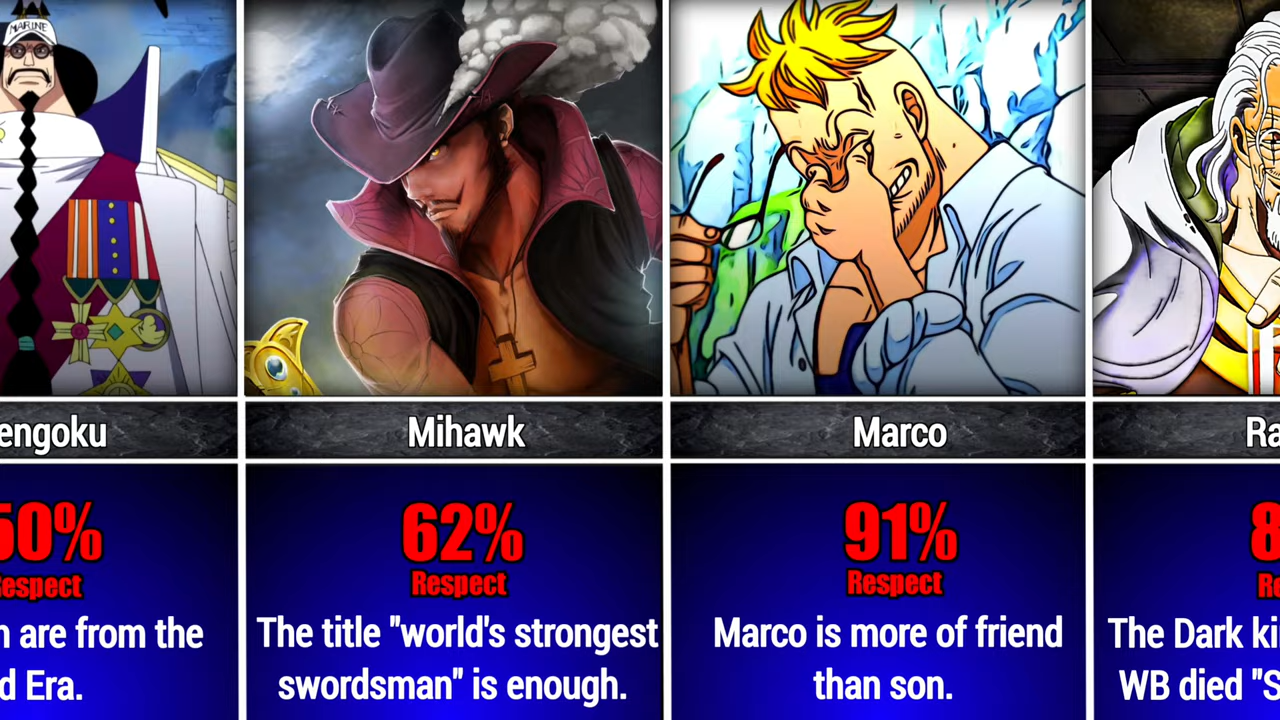 MARINE
engoku
Mihawk
Marco
Ra
50%
62%
91%
8
Respect
Respect
Respect
Re
are from the
The title "world's strongest
Marco is more of friend
The Dark ki
d Era.
swordsman" is enough.
than son.
WB died "S